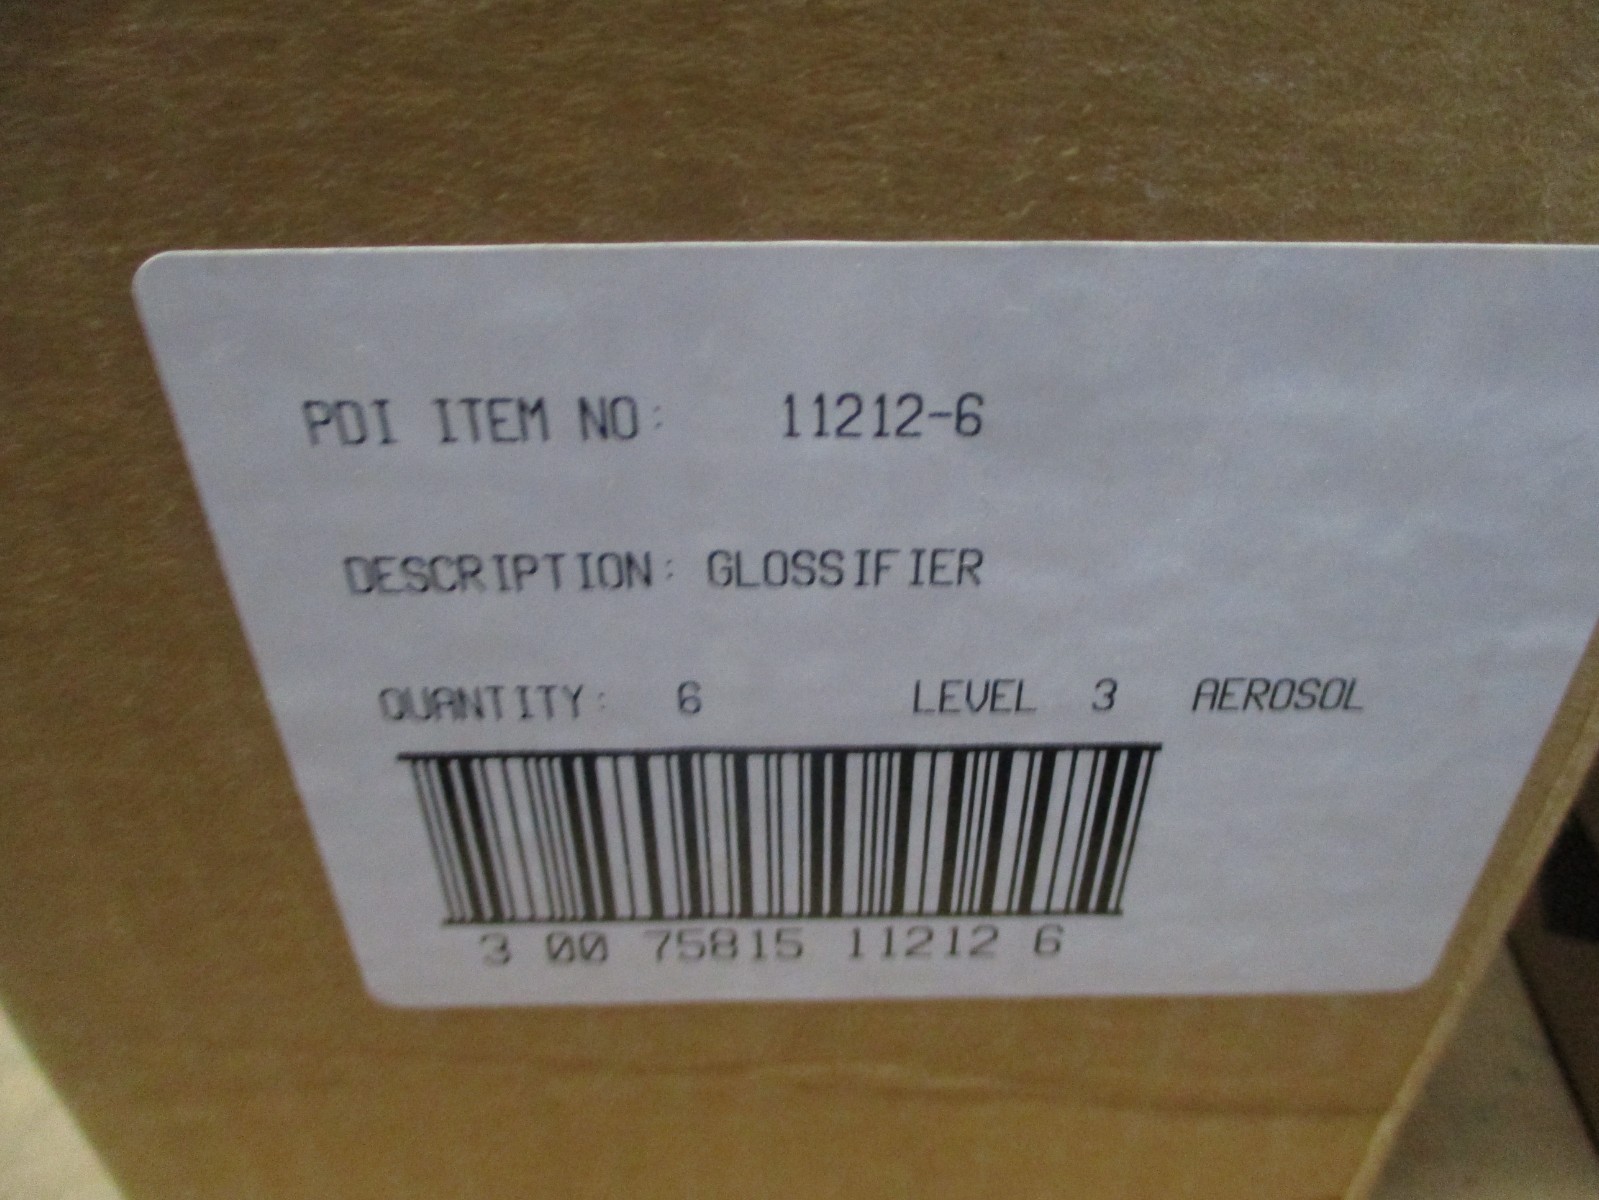 PDI ITEM NO: 11212-6
DESCRIPTION: GLOSSIFIER
QUANTITY: 6 LEVEL 3 AEROSOL
3 00 75815 11212 6